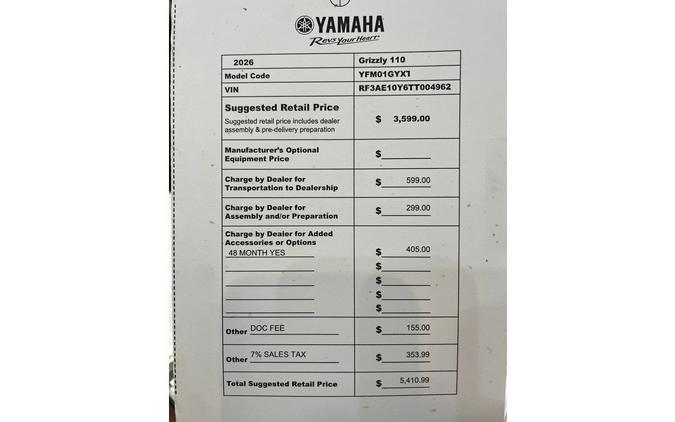 YAMAHA
Revs Your Heart
2026 Grizzly 110
Model Code YFM01GYXT
VIN RF3AE10Y6TT004962
Suggested Retail Price
Suggested retail price includes dealer
assembly & pre-delivery preparation
$ 3,599.00
Manufacturer's Optional
Equipment Price
$
Charge by Dealer for
Transportation to Dealership
$ 599.00
Charge by Dealer for
Assembly and/or Preparation
$ 299.00
Charge by Dealer for Added
Accessories or Options
48 MONTH YES $ 405.00
$
$
$
$
Other DOC FEE $ 155.00
Other 7% SALES TAX $ 353.99
Total Suggested Retail Price $ 5,410.99